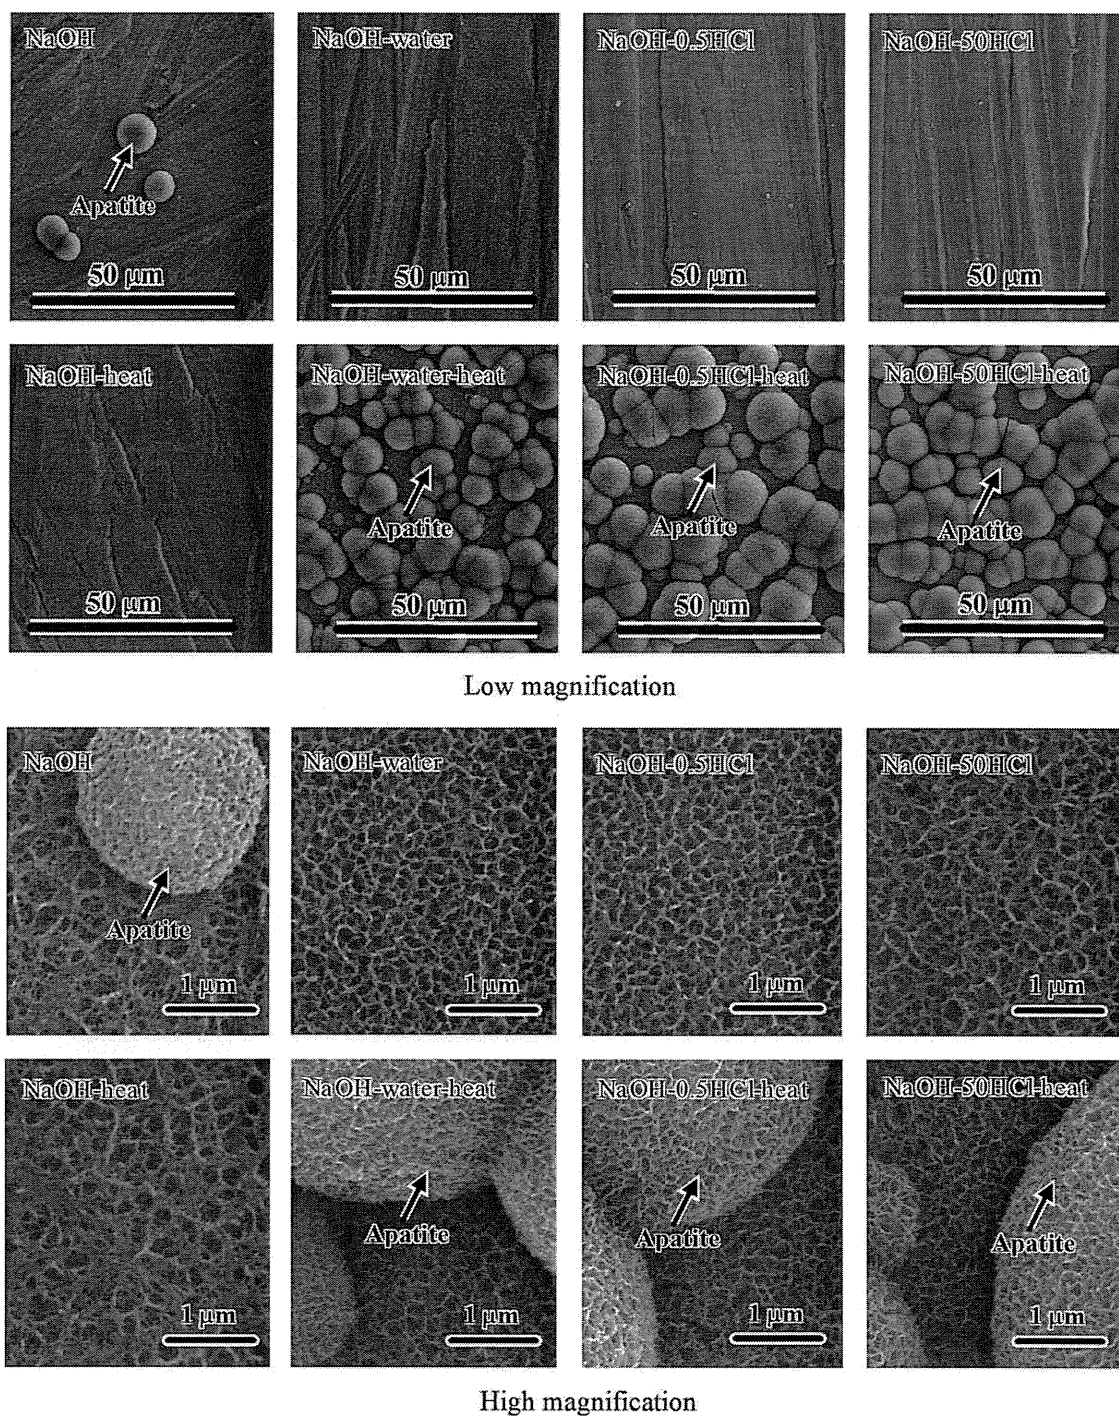 NaOH
NaOH-water
NaOH-0.5HCl
NaOH-50HCl
Apatite
50 μm
50 μm
50 μm
50 μm
NaOH-heat
NaOH-water-heat
NaOH-0.5HCl-heat
NaOH-50HCl-heat
Apatite
Apatite
Apatite
50 μm
50 μm
50 μm
50 μm
Low magnification
NaOH
NaOH-water
NaOH-0.5HCl
NaOH-50HCl
Apatite
1 μm
1 μm
1 μm
1 μm
NaOH-heat
NaOH-water-heat
NaOH-0.5HCl-heat
NaOH-50HCl-heat
Apatite
Apatite
Apatite
1 μm
1 μm
1 μm
1 μm
High magnification